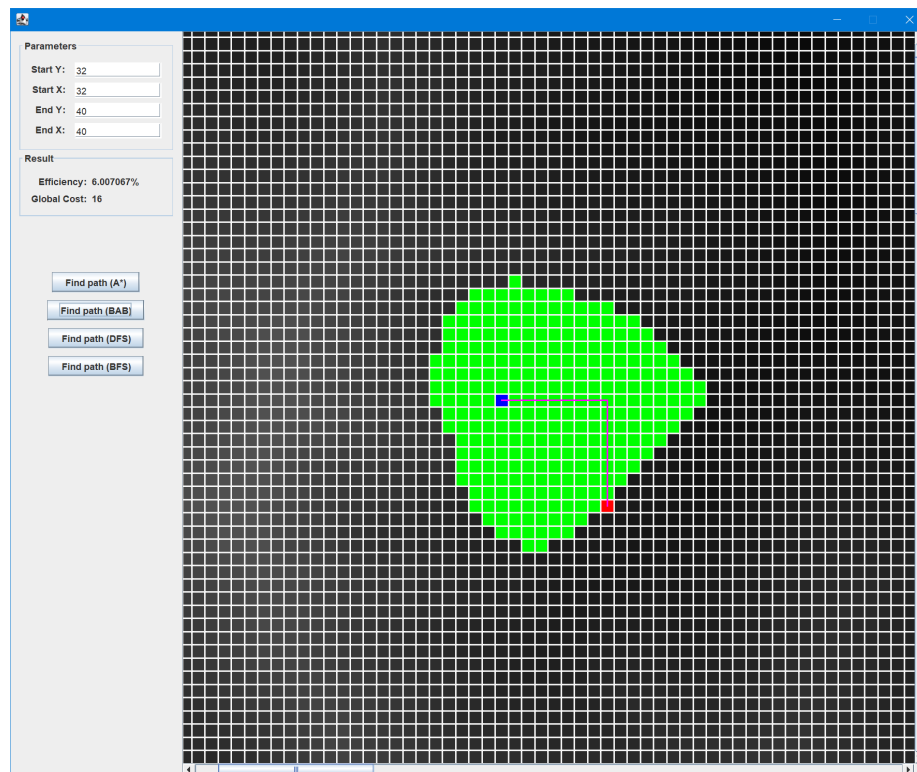 Parameters
Start Y: 32
Start X: 32
End Y: 40
End X: 40
Result
Efficiency: 6.007067%
Global Cost: 16
Find path (A*)
Find path (BAB)
Find path (DFS)
Find path (BFS)